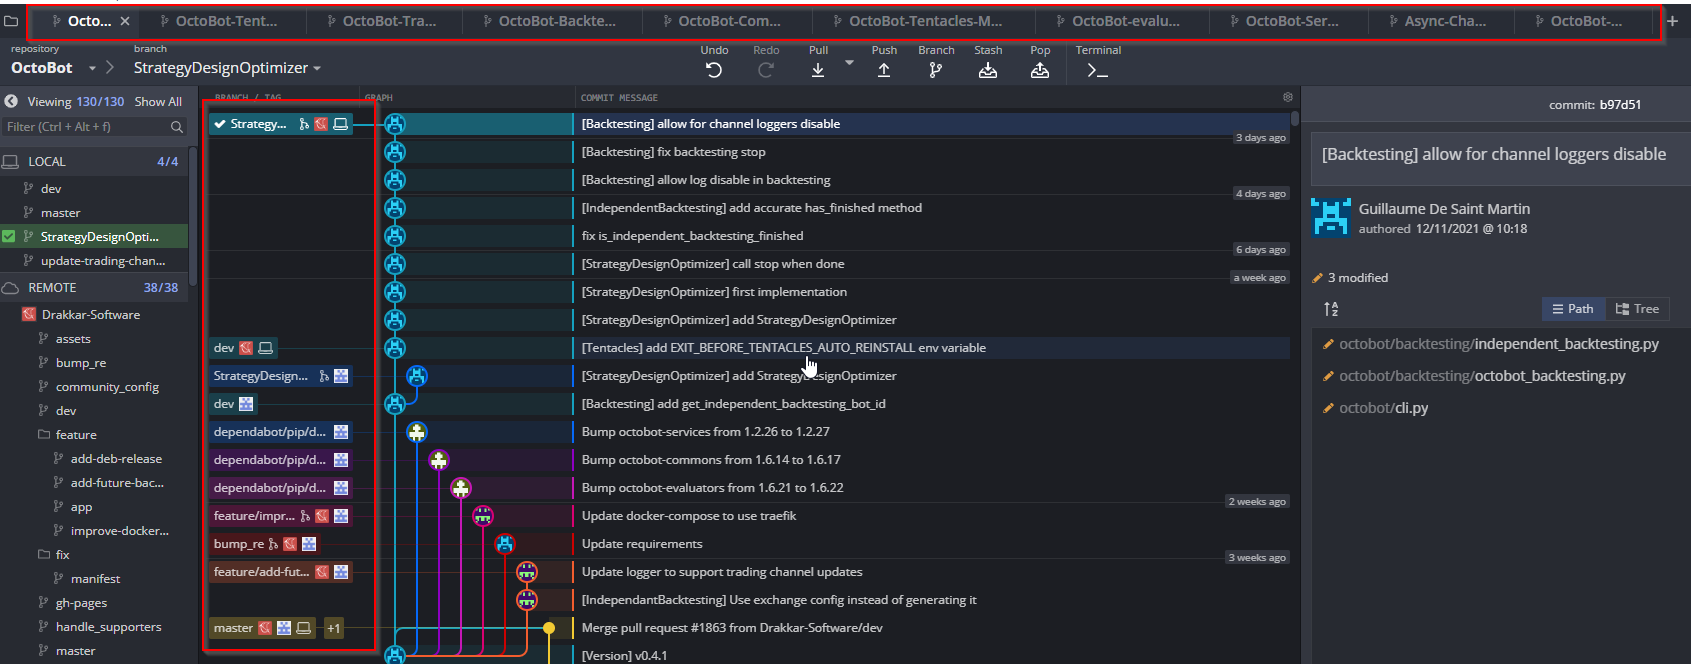 Octo... OctoBot-Tent... OctoBot-Tra... OctoBot-Backte... OctoBot-Com... OctoBot-Tentacles-M... OctoBot-evalu... OctoBot-Ser... Async-Cha... OctoBot-...
repository branch
Undo Redo Pull Push Branch Stash Pop Terminal
OctoBot StrategyDesignOptimizer
Viewing 130/130 Show All
Filter (Ctrl + Alt + f)
LOCAL 4/4
dev
master
StrategyDesignOpti...
update-trading-chan...
REMOTE 38/38
Drakkar-Software
assets
bump_re
community_config
dev
feature
add-deb-release
add-future-bac...
app
improve-docker...
fix
manifest
gh-pages
handle_supporters
master
BRANCH / TAG GRAPH COMMIT MESSAGE
Strategy... [Backtesting] allow for channel loggers disable
3 days ago
[Backtesting] fix backtesting stop
[Backtesting] allow log disable in backtesting
4 days ago
[IndependentBacktesting] add accurate has_finished method
fix is_independent_backtesting_finished
6 days ago
[StrategyDesignOptimizer] call stop when done
a week ago
[StrategyDesignOptimizer] first implementation
[StrategyDesignOptimizer] add StrategyDesignOptimizer
dev [Tentacles] add EXIT_BEFORE_TENTACLES_AUTO_REINSTALL env variable
StrategyDesign... [StrategyDesignOptimizer] add StrategyDesignOptimizer
dev [Backtesting] add get_independent_backtesting_bot_id
dependabot/pip/d... Bump octobot-services from 1.2.26 to 1.2.27
dependabot/pip/d... Bump octobot-commons from 1.6.14 to 1.6.17
dependabot/pip/d... Bump octobot-evaluators from 1.6.21 to 1.6.22
2 weeks ago
feature/impr... Update docker-compose to use traefik
bump_re Update requirements
3 weeks ago
feature/add-fut... Update logger to support trading channel updates
[IndependantBacktesting] Use exchange config instead of generating it
master +1 Merge pull request #1863 from Drakkar-Software/dev
[Version] v0.4.1
commit: b97d51
[Backtesting] allow for channel loggers disable
Guillaume De Saint Martin
authored 12/11/2021 @ 10:18
3 modified
Path Tree
octobot/backtesting/independent_backtesting.py
octobot/backtesting/octobot_backtesting.py
octobot/cli.py